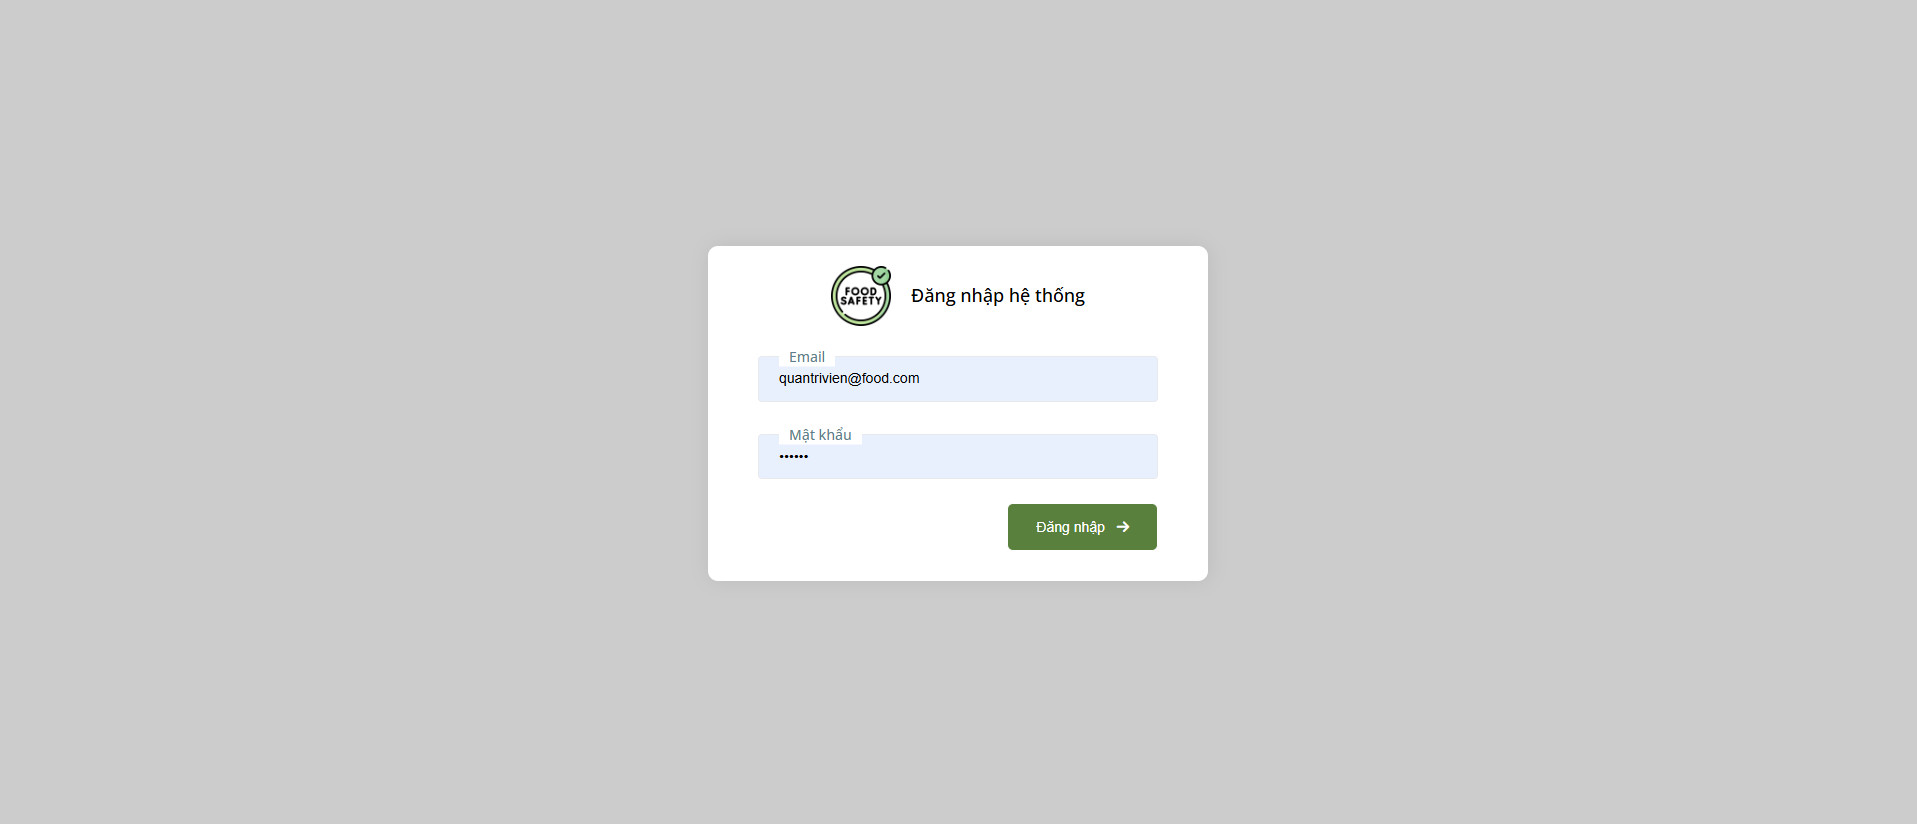 FOOD
SAFETY
Đăng nhập hệ thống
Email
quantrivien@food.com
Mật khẩu
••••••
Đăng nhập →